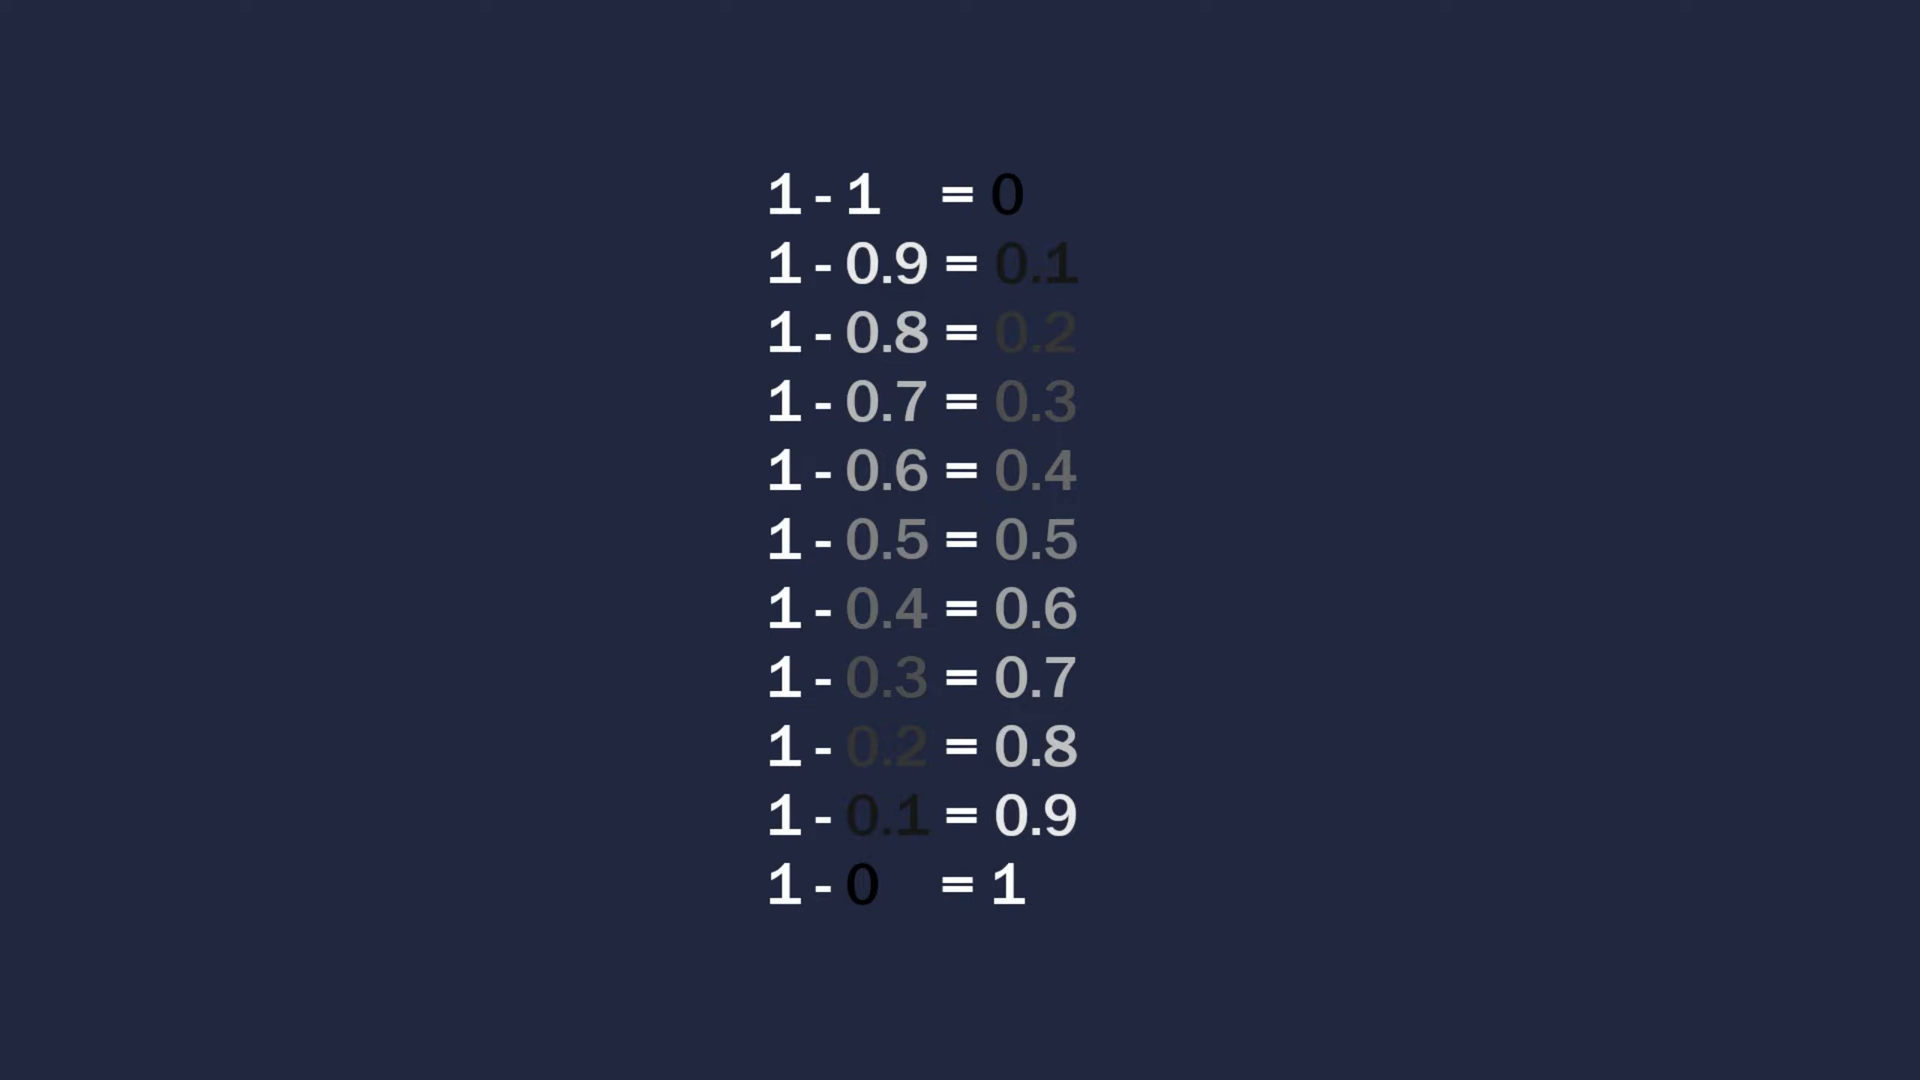 1 - 1 = 0
1 - 0.9 = 0.1
1 - 0.8 = 0.2
1 - 0.7 = 0.3
1 - 0.6 = 0.4
1 - 0.5 = 0.5
1 - 0.4 = 0.6
1 - 0.3 = 0.7
1 - 0.2 = 0.8
1 - 0.1 = 0.9
1 - 0 = 1